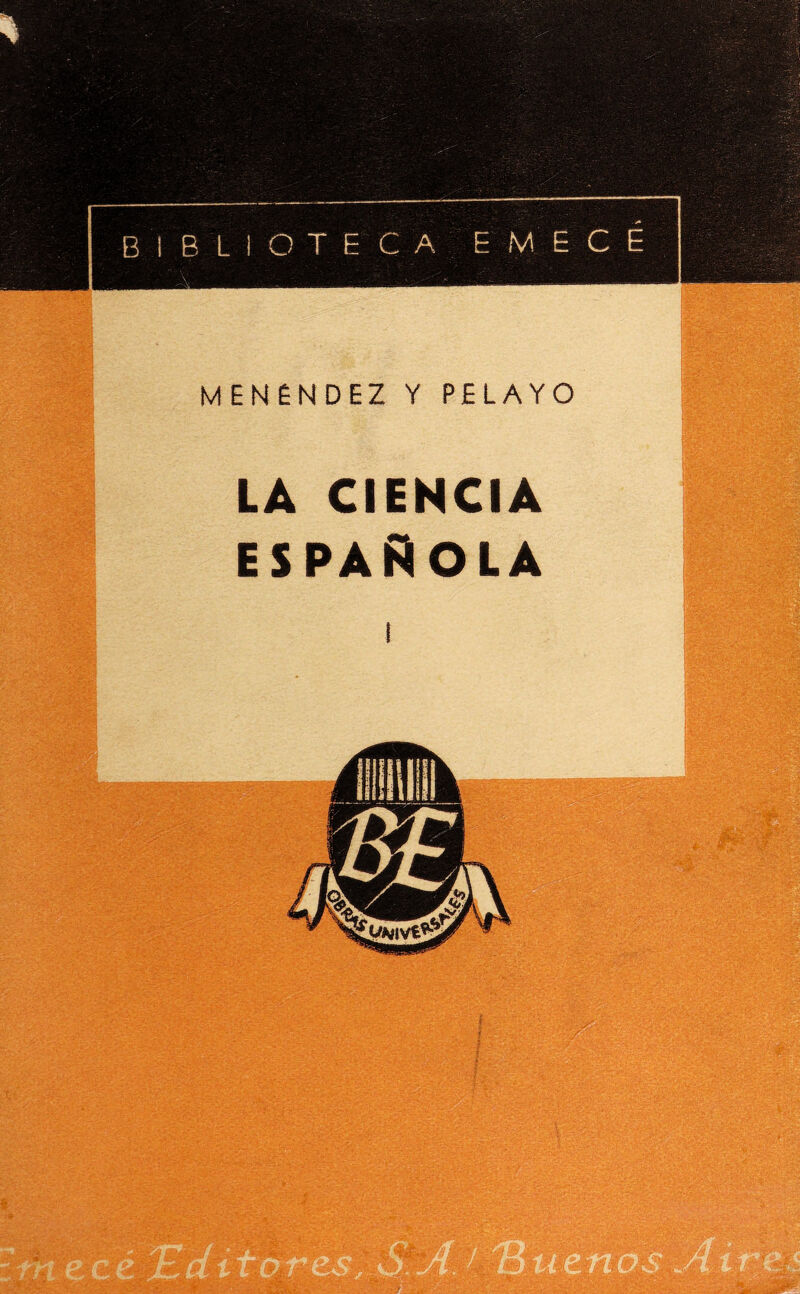 BIBLIOTECA EMECÉ
MENÉNDEZ Y PELAYO
LA CIENCIA
ESPAÑOLA
I
BE
OBRAS UNIVERSALES
Emecé Editores, S.A. / Buenos Aires